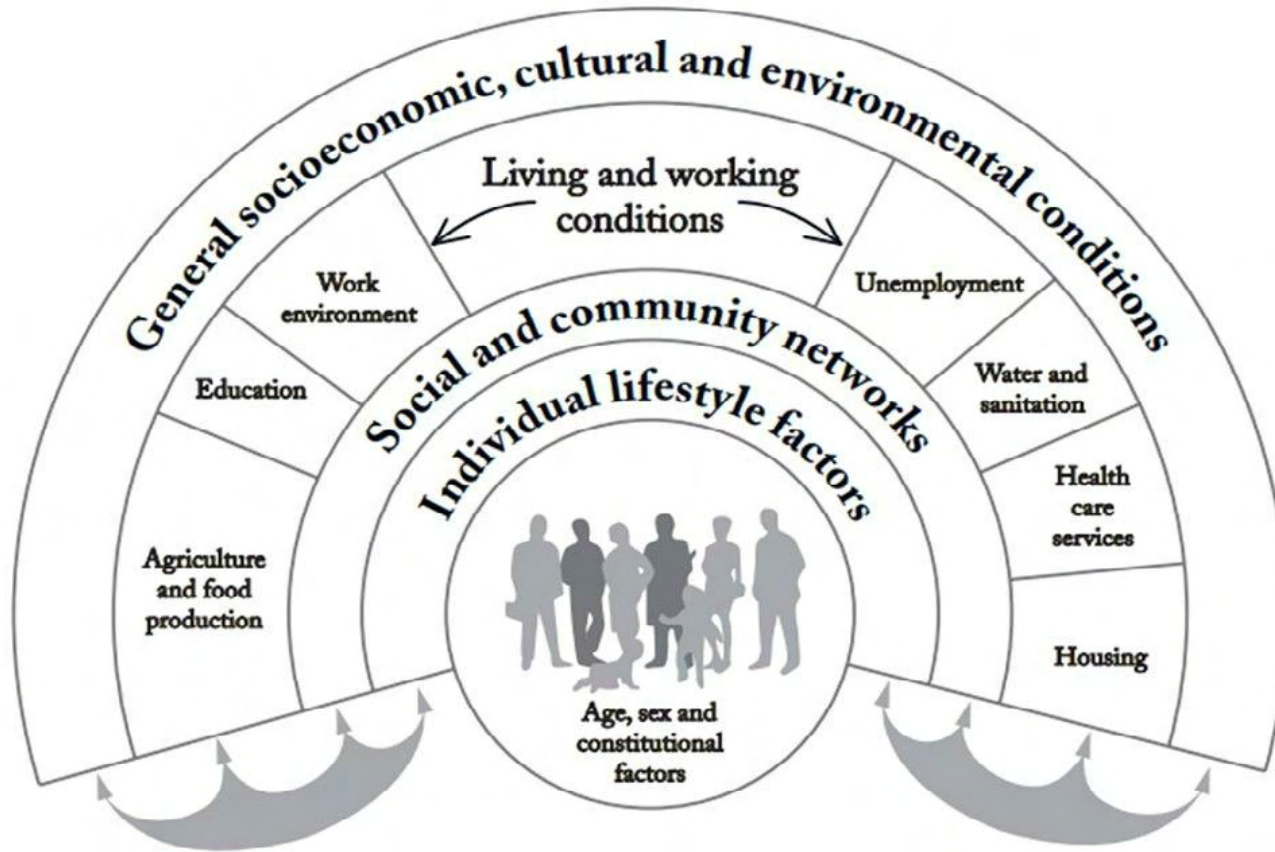 General socioeconomic, cultural and environmental conditions
Living and working
conditions
Work
environment
Unemployment
Education
Water and
sanitation
Agriculture
and food
production
Health
care
services
Housing
Social and community networks
Individual lifestyle factors
Age, sex and
constitutional
factors